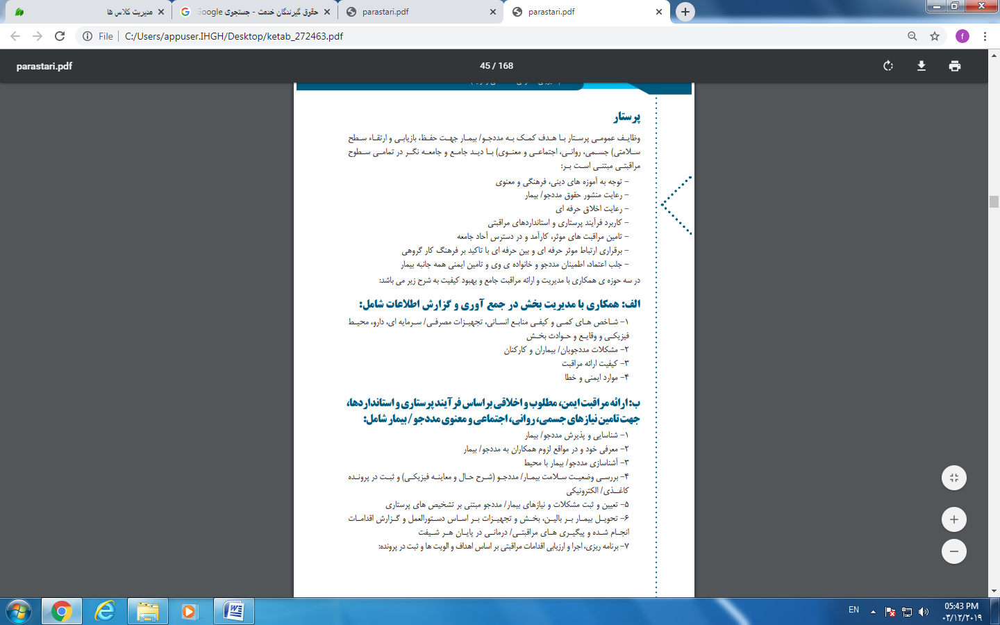 مدیریت کلاس ها
حقوق گیرندگان خدمت - جستجوی Google
parastari.pdf
parastari.pdf
File
C:/Users/appuser.IHGH/Desktop/ketab_272463.pdf
f
parastari.pdf
45 / 168
پرستار
وظایف عمومی پرستار با هدف کمک به مددجو/ بیمار جهت حفظ، بازیابی و ارتقاء سطح
سلامتی( جسمی، روانی، اجتماعی و معنوی) با دید جامع و جامعه نگر در تمامی سطوح
مراقبتی مبتنی است بر:
- توجه به آموزه های دینی، فرهنگی و معنوی
- رعایت منشور حقوق مددجو/ بیمار
- رعایت اخلاق حرفه ای
- کاربرد فرآیند پرستاری و استانداردهای مراقبتی
- تامین مراقبت های موثر، کارآمد و در دسترس آحاد جامعه
- برقراری ارتباط موثر حرفه ای و بین حرفه ای با تاکید بر فرهنگ کار گروهی
- جلب اعتماد، اطمینان مددجو و خانواده ی وی و تامین ایمنی همه جانبه بیمار
در سه حوزه ی همکاری با مدیریت و ارائه مراقبت جامع و بهبود کیفیت به شرح زیر می باشد:
الف: همکاری با مدیریت بخش در جمع آوری و گزارش اطلاعات شامل:
۱- شاخص های کمی و کیفی منابع انسانی، تجهیزات مصرفی/ سرمایه ای، دارو، محیط
فیزیکی و وقایع و حوادث بخش
۲- مشکلات مددجویان/ بیماران و کارکنان
۳- کیفیت ارائه مراقبت
۴- موارد ایمنی و خطا
ب: ارائه مراقبت ایمن، مطلوب و اخلاقی براساس فرآیند پرستاری و استانداردها،
جهت تامین نیازهای جسمی، روانی، اجتماعی و معنوی مددجو / بیمار شامل:
۱- شناسایی و پذیرش مددجو/ بیمار
۲- معرفی خود و در مواقع لزوم همکاران به مددجو/ بیمار
۳- آشناسازی مددجو/ بیمار با محیط
۴- بررسی وضعیت سلامت بیمار/ مددجو (شرح حال و معاینه فیزیکی) و ثبت در پرونده
کاغذی/ الکترونیکی
۵- تعیین و ثبت مشکلات و نیازهای بیمار/ مددجو مبتنی بر تشخیص های پرستاری
۶- تحویل بیمار بر بالین، بخش و تجهیزات بر اساس دستورالعمل و گزارش اقدامات
انجام شده و پیگیری های مراقبتی/ درمانی در پایان هر شیفت
۷- برنامه ریزی، اجرا و ارزیابی اقدامات مراقبتی بر اساس اهداف و الویت ها و ثبت در پرونده:
EN
05:43 PM
۰۳/۱۲/۲۰۱۹